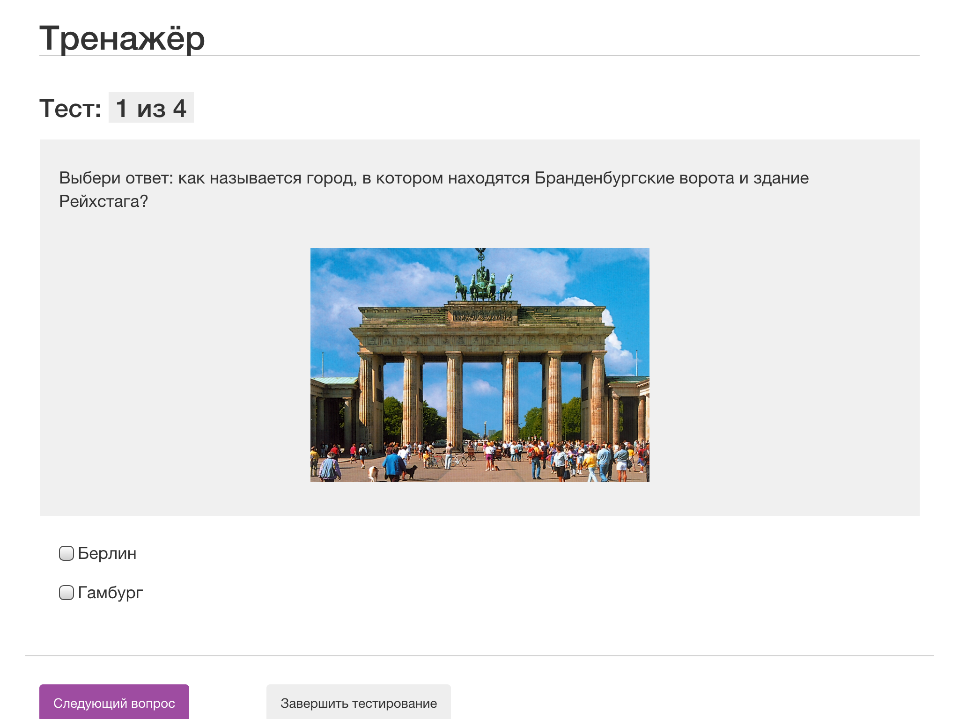 Тренажёр
Тест: 1 из 4
Выбери ответ: как называется город, в котором находятся Бранденбургские ворота и здание
Рейхстага?
Берлин
Гамбург
Следующий вопрос
Завершить тестирование